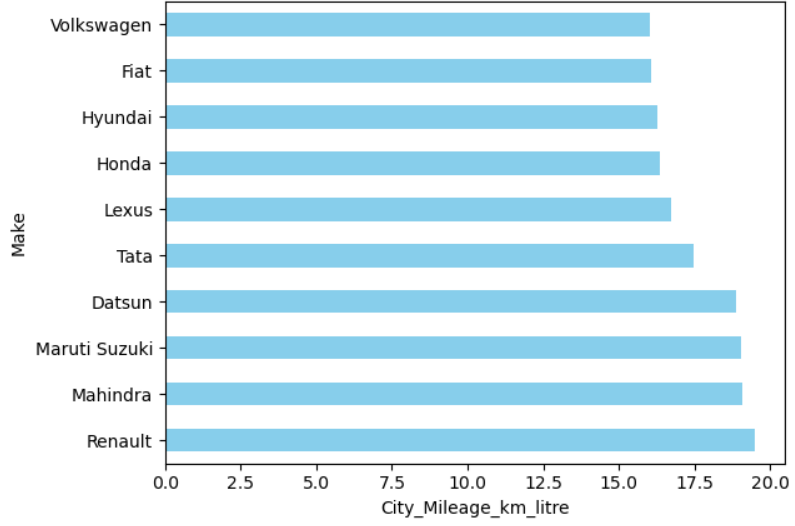 Volkswagen
Fiat
Hyundai
Honda
Lexus
Tata
Datsun
Maruti Suzuki
Mahindra
Renault
Make
0.0 2.5 5.0 7.5 10.0 12.5 15.0 17.5 20.0
City_Mileage_km_litre